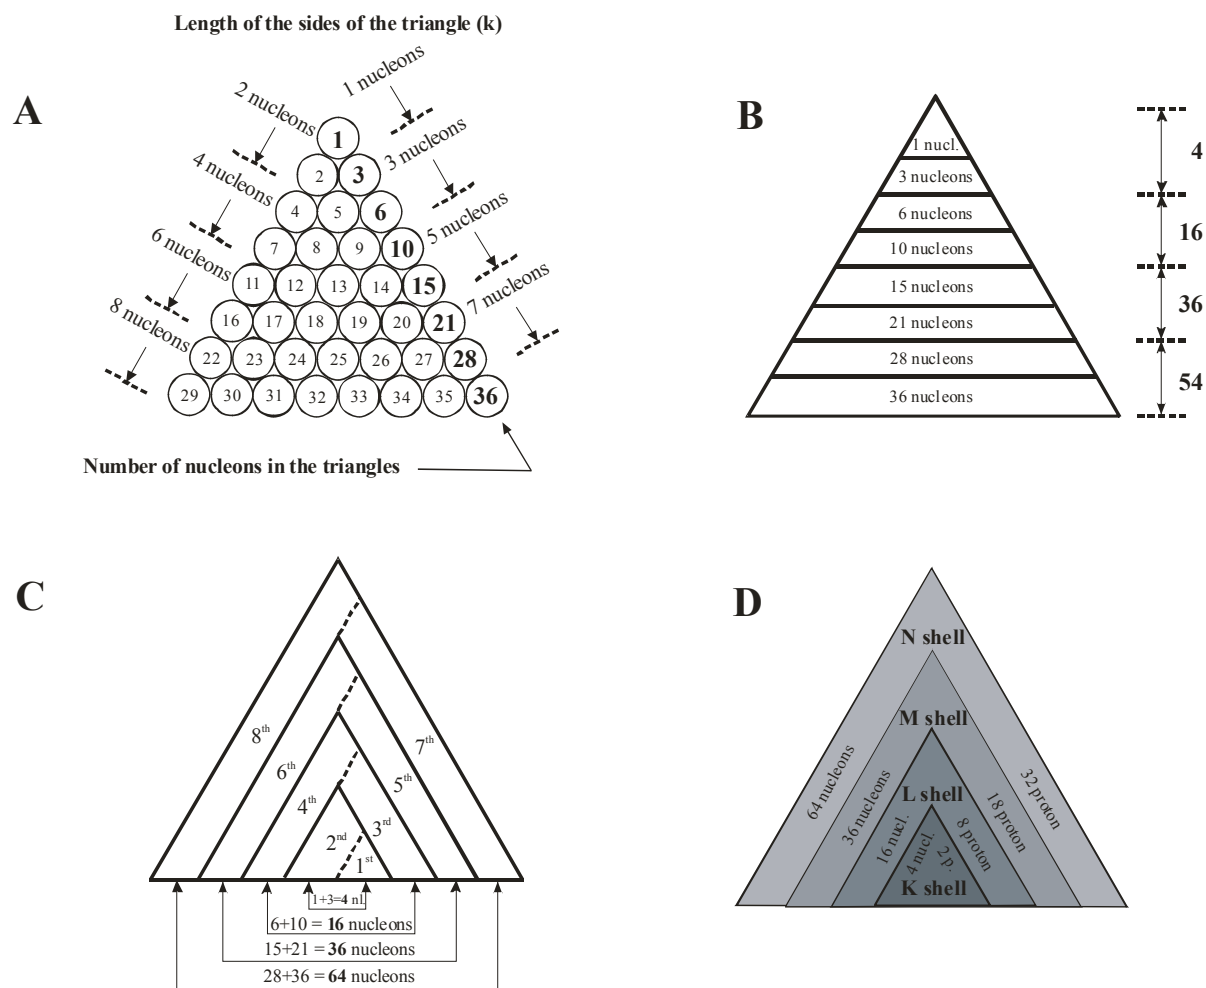 Length of the sides of the triangle (k)
A
1 nucleons
2 nucleons
3 nucleons
4 nucleons
5 nucleons
6 nucleons
7 nucleons
8 nucleons
1
2 3
4 5 6
7 8 9 10
11 12 13 14 15
16 17 18 19 20 21
22 23 24 25 26 27 28
29 30 31 32 33 34 35 36
Number of nucleons in the triangles
B
1 nucl.
3 nucleons
6 nucleons
10 nucleons
15 nucleons
21 nucleons
28 nucleons
36 nucleons
4
16
36
54
C
8th
7th
6th
5th
4th
3rd
2nd
1st
1+3=4 nl.
6+10 = 16 nucleons
15+21 = 36 nucleons
28+36 = 64 nucleons
D
N shell
M shell
L shell
K shell
64 nucleons
36 nucleons
16 nucl.
4 nucl.
2 p.
8 proton
18 proton
32 proton